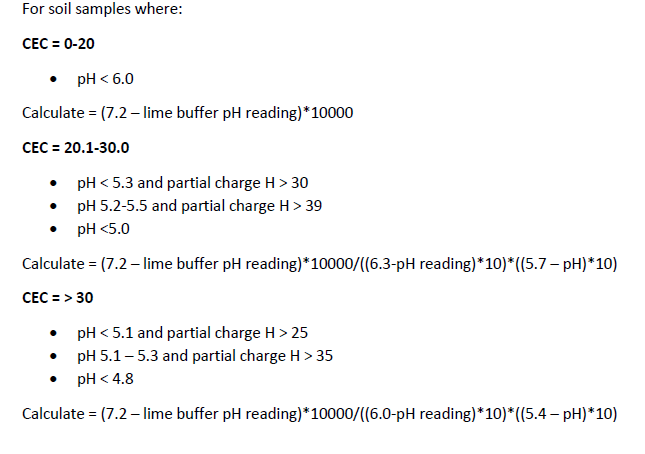 For soil samples where:
CEC = 0-20
• pH < 6.0
Calculate = (7.2 – lime buffer pH reading)*10000
CEC = 20.1-30.0
• pH < 5.3 and partial charge H > 30
• pH 5.2-5.5 and partial charge H > 39
• pH <5.0
Calculate = (7.2 – lime buffer pH reading)*10000/((6.3-pH reading)*10)*((5.7 – pH)*10)
CEC = > 30
• pH < 5.1 and partial charge H > 25
• pH 5.1 – 5.3 and partial charge H > 35
• pH < 4.8
Calculate = (7.2 – lime buffer pH reading)*10000/((6.0-pH reading)*10)*((5.4 – pH)*10)